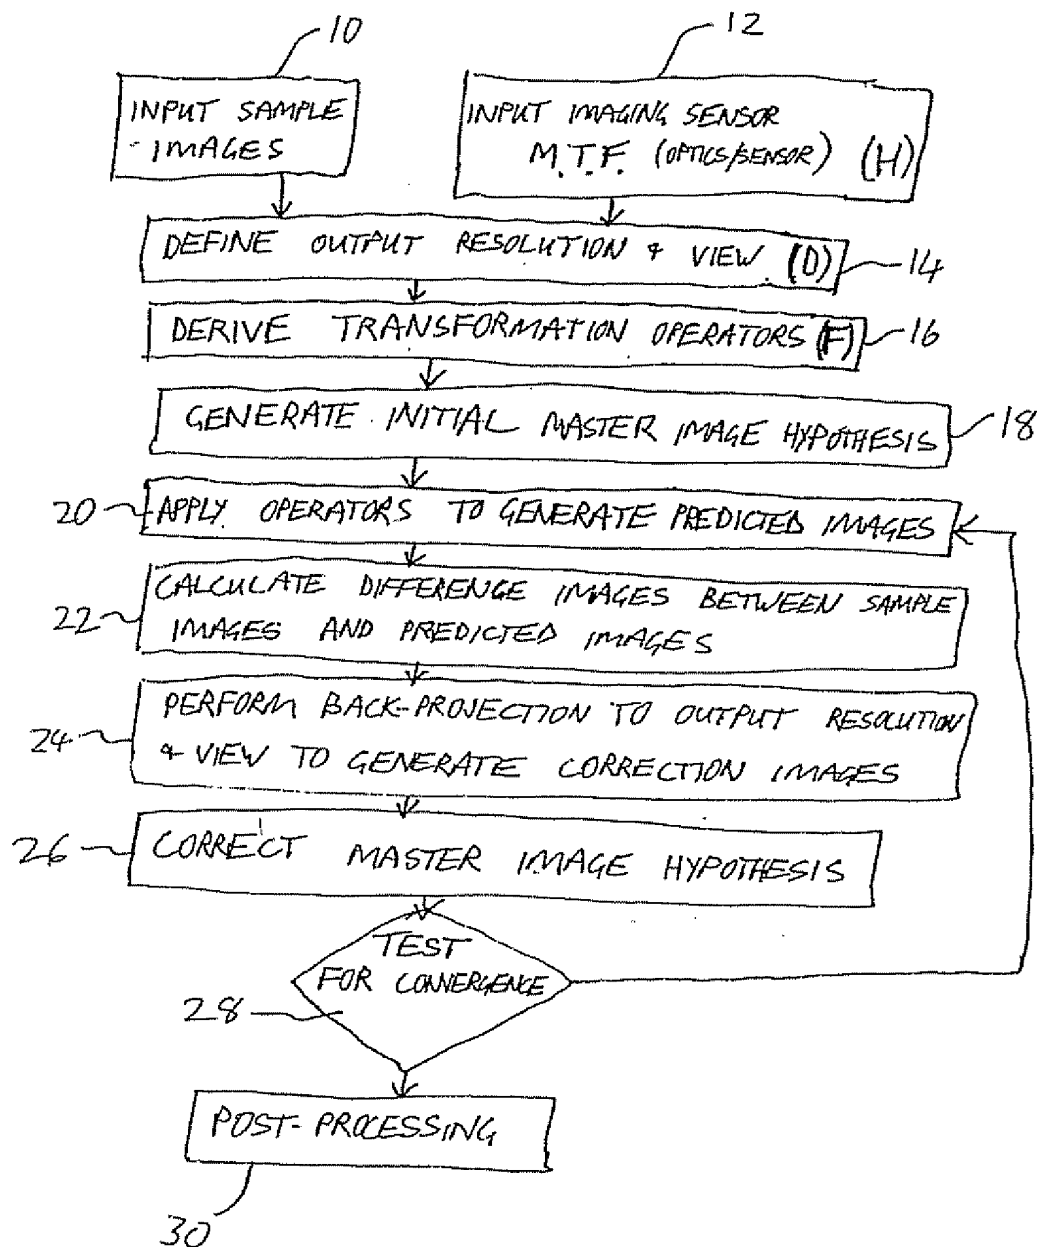 10
12
INPUT SAMPLE
IMAGES
INPUT IMAGING SENSOR
M.T.F. (OPTICS/SENSOR) (H)
DEFINE OUTPUT RESOLUTION & VIEW (D)
14
DERIVE TRANSFORMATION OPERATORS (F)
16
GENERATE INITIAL MASTER IMAGE HYPOTHESIS
18
20
APPLY OPERATORS TO GENERATE PREDICTED IMAGES
CALCULATE DIFFERENCE IMAGES BETWEEN SAMPLE
22
IMAGES AND PREDICTED IMAGES
PERFORM BACK-PROJECTION TO OUTPUT RESOLUTION
24
& VIEW TO GENERATE CORRECTION IMAGES
26
CORRECT MASTER IMAGE HYPOTHESIS
TEST
FOR CONVERGENCE
28
POST-PROCESSING
30